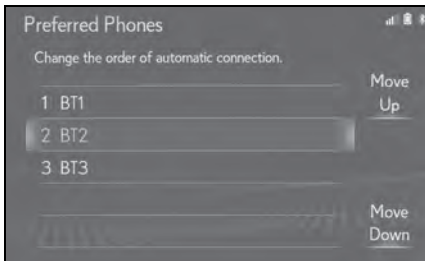 Preferred Phones
Change the order of automatic connection.
Move
Up
1 BT1
2 BT2
3 BT3
Move
Down